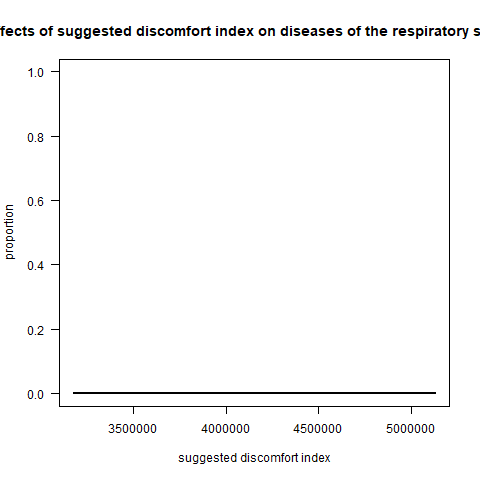 ffects of suggested discomfort index on diseases of the respiratory s
1.0
0.8
0.6
0.4
0.2
0.0
proportion
3500000 4000000 4500000 5000000
suggested discomfort index